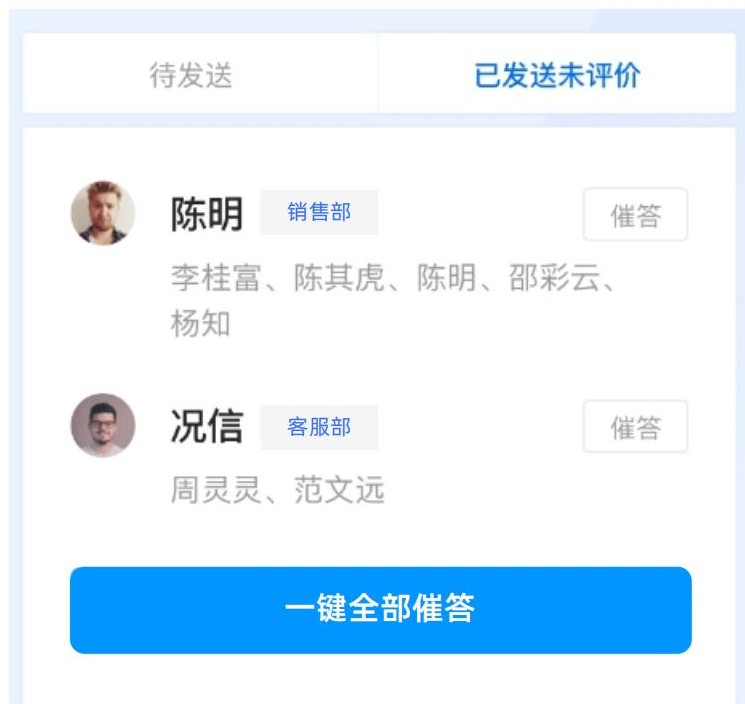 待发送 已发送未评价
陈明 销售部 催答
李桂富、陈其虎、陈明、邵彩云、
杨知
况信 客服部 催答
周灵灵、范文远
一键全部催答